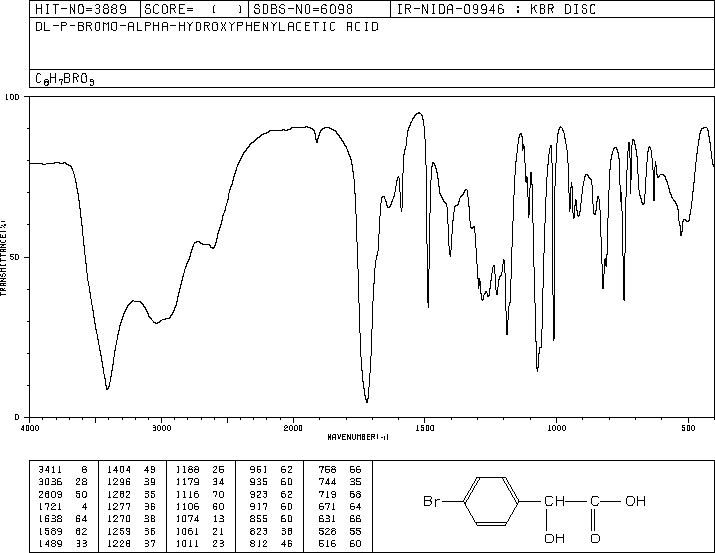 HIT-NO=3889 SCORE= ( ) SDBS-NO=6098 IR-NIDA-09946 : KBR DISC
DL-P-BROMO-ALPHA-HYDROXYPHENYLACETIC ACID
C8H7BRO3
100
50
0
TRANSMITTANCE(%)
4000 3000 2000 1500 1000 500
WAVENUMBER(-1)
3411 8 1404 49 1188 25 951 62 758 66
3036 28 1296 39 1179 34 935 60 744 35
2609 50 1282 35 1116 70 923 62 719 68
1721 4 1277 36 1106 60 917 60 671 64
1638 64 1270 36 1074 13 855 60 631 66
1589 62 1259 36 1061 21 823 38 528 55
1489 33 1228 37 1011 23 812 46 516 60
Br CH C OH
OH O